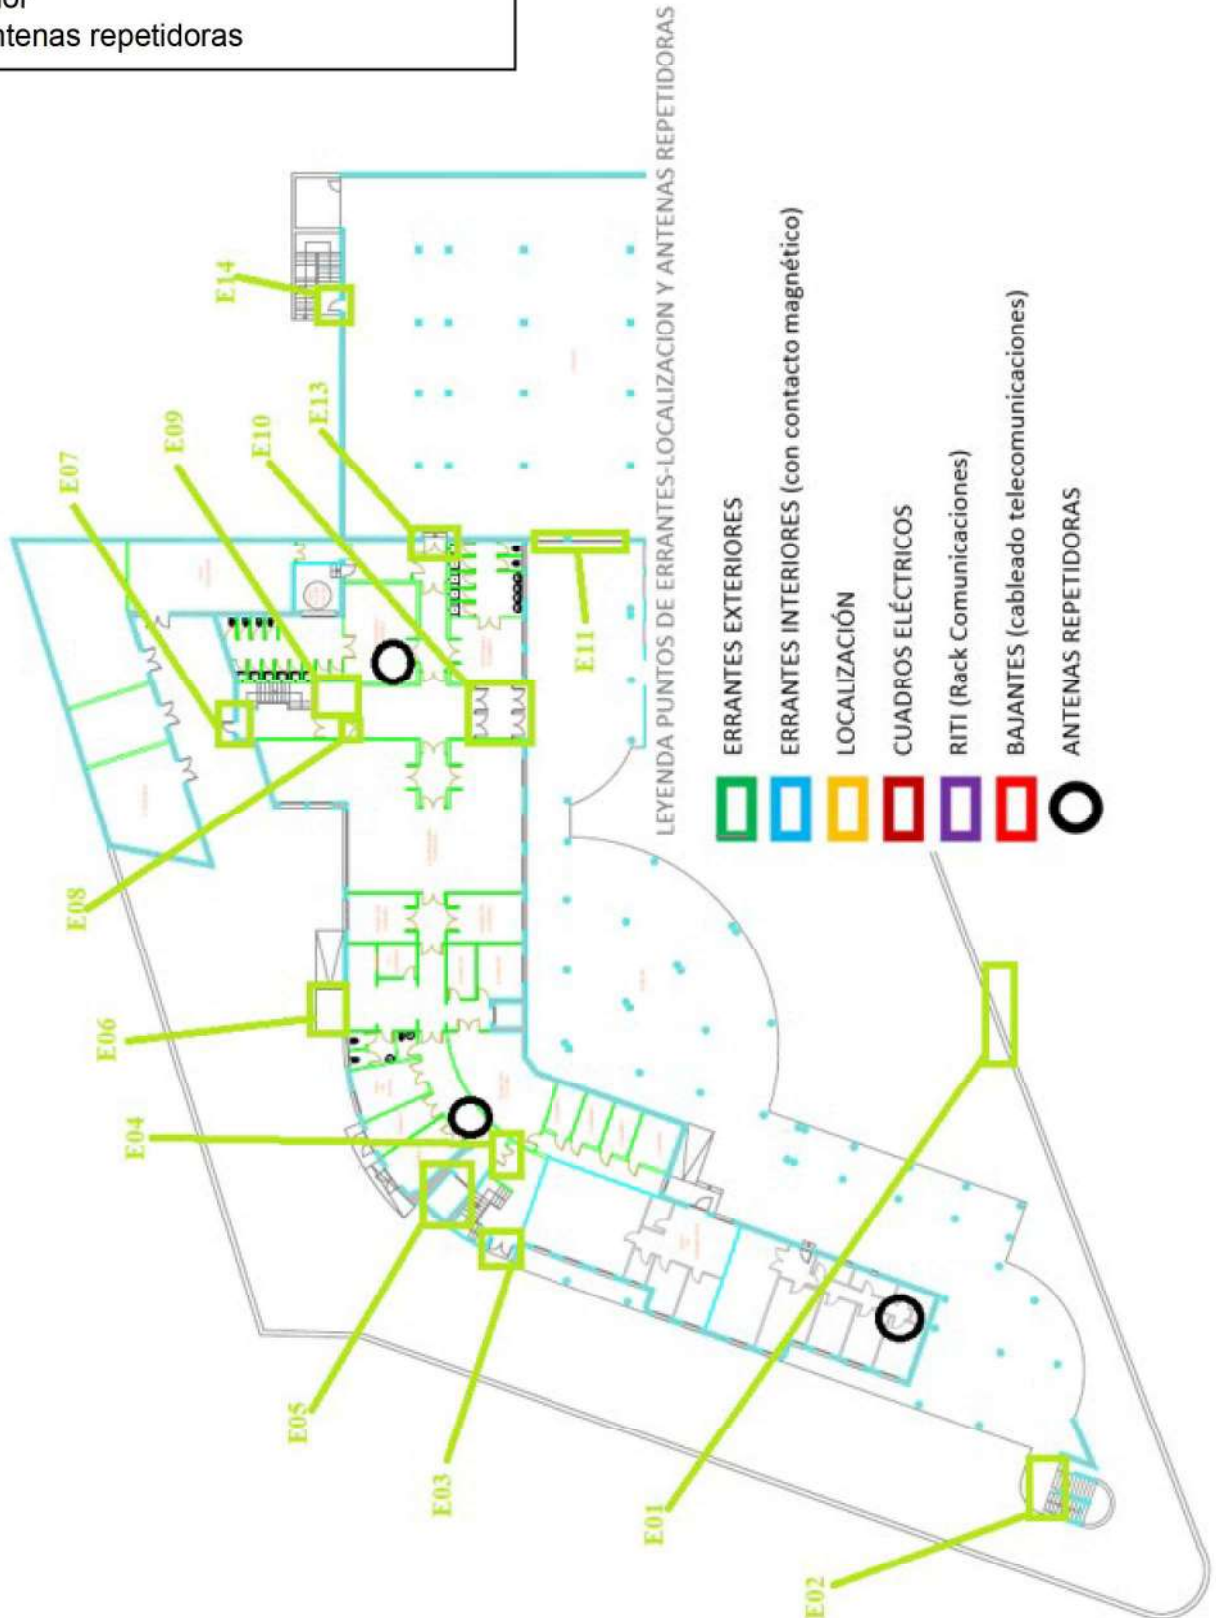 ntenas repetidoras
E14
E13
E10
E09
E07
E11
E08
E06
E04
E05
E03
E01
E02
LEYENDA PUNTOS DE ERRANTES-LOCALIZACION Y ANTENAS REPETIDORAS
ERRANTES EXTERIORES
ERRANTES INTERIORES (con contacto magnético)
LOCALIZACIÓN
CUADROS ELÉCTRICOS
RITI (Rack Comunicaciones)
BAJANTES (cableado telecomunicaciones)
ANTENAS REPETIDORAS